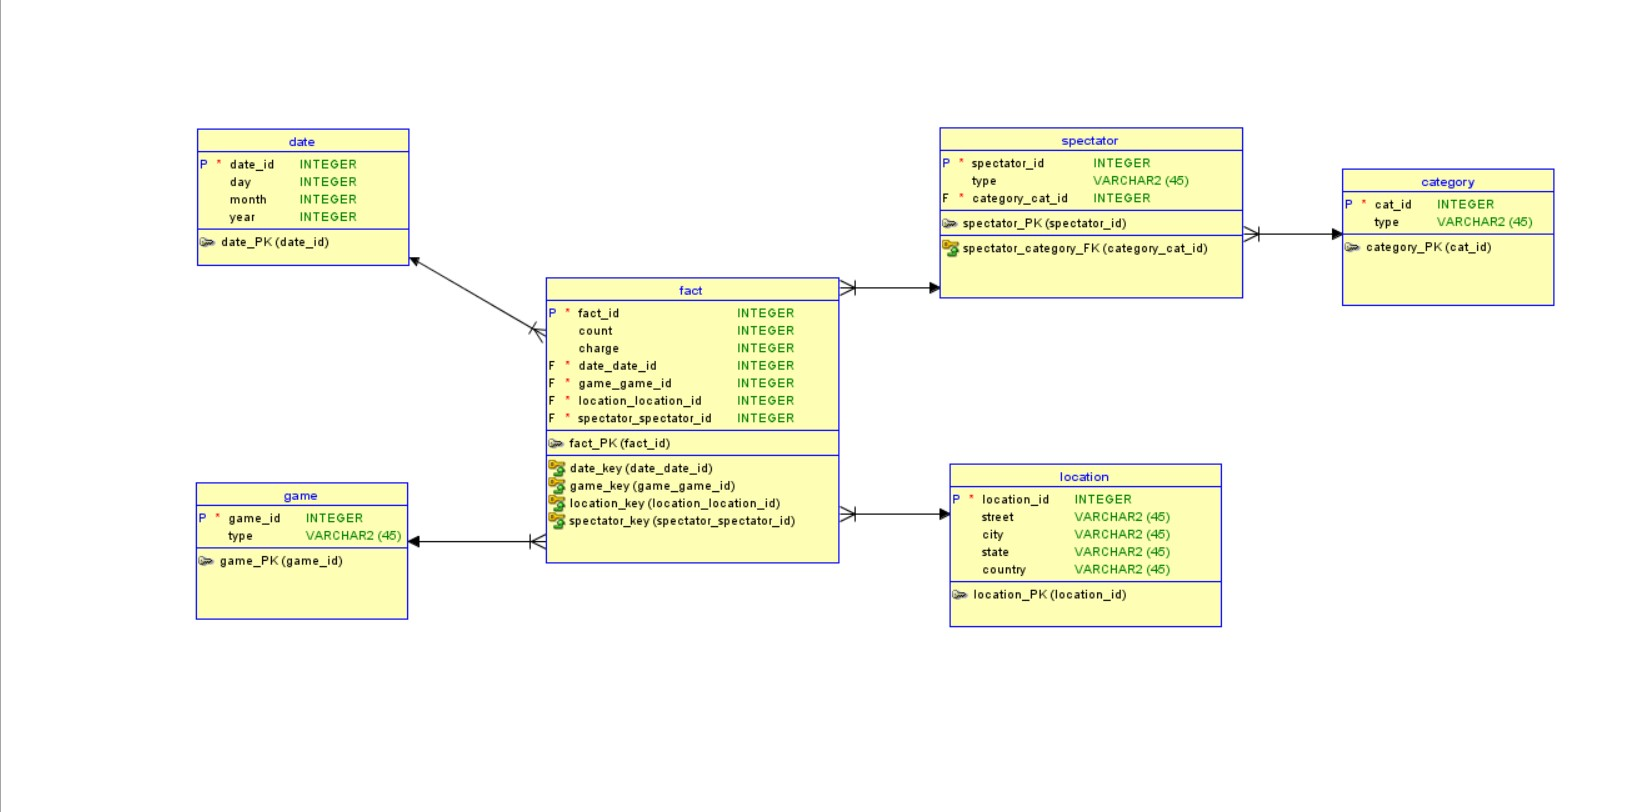 date
P * date_id INTEGER
day INTEGER
month INTEGER
year INTEGER
date_PK (date_id)
spectator
P * spectator_id INTEGER
type VARCHAR2 (45)
F * category_cat_id INTEGER
spectator_PK (spectator_id)
spectator_category_FK (category_cat_id)
category
P * cat_id INTEGER
type VARCHAR2 (45)
category_PK (cat_id)
fact
P * fact_id INTEGER
count INTEGER
charge INTEGER
F * date_date_id INTEGER
F * game_game_id INTEGER
F * location_location_id INTEGER
F * spectator_spectator_id INTEGER
fact_PK (fact_id)
date_key (date_date_id)
game_key (game_game_id)
location_key (location_location_id)
spectator_key (spectator_spectator_id)
game
P * game_id INTEGER
type VARCHAR2 (45)
game_PK (game_id)
location
P * location_id INTEGER
street VARCHAR2 (45)
city VARCHAR2 (45)
state VARCHAR2 (45)
country VARCHAR2 (45)
location_PK (location_id)